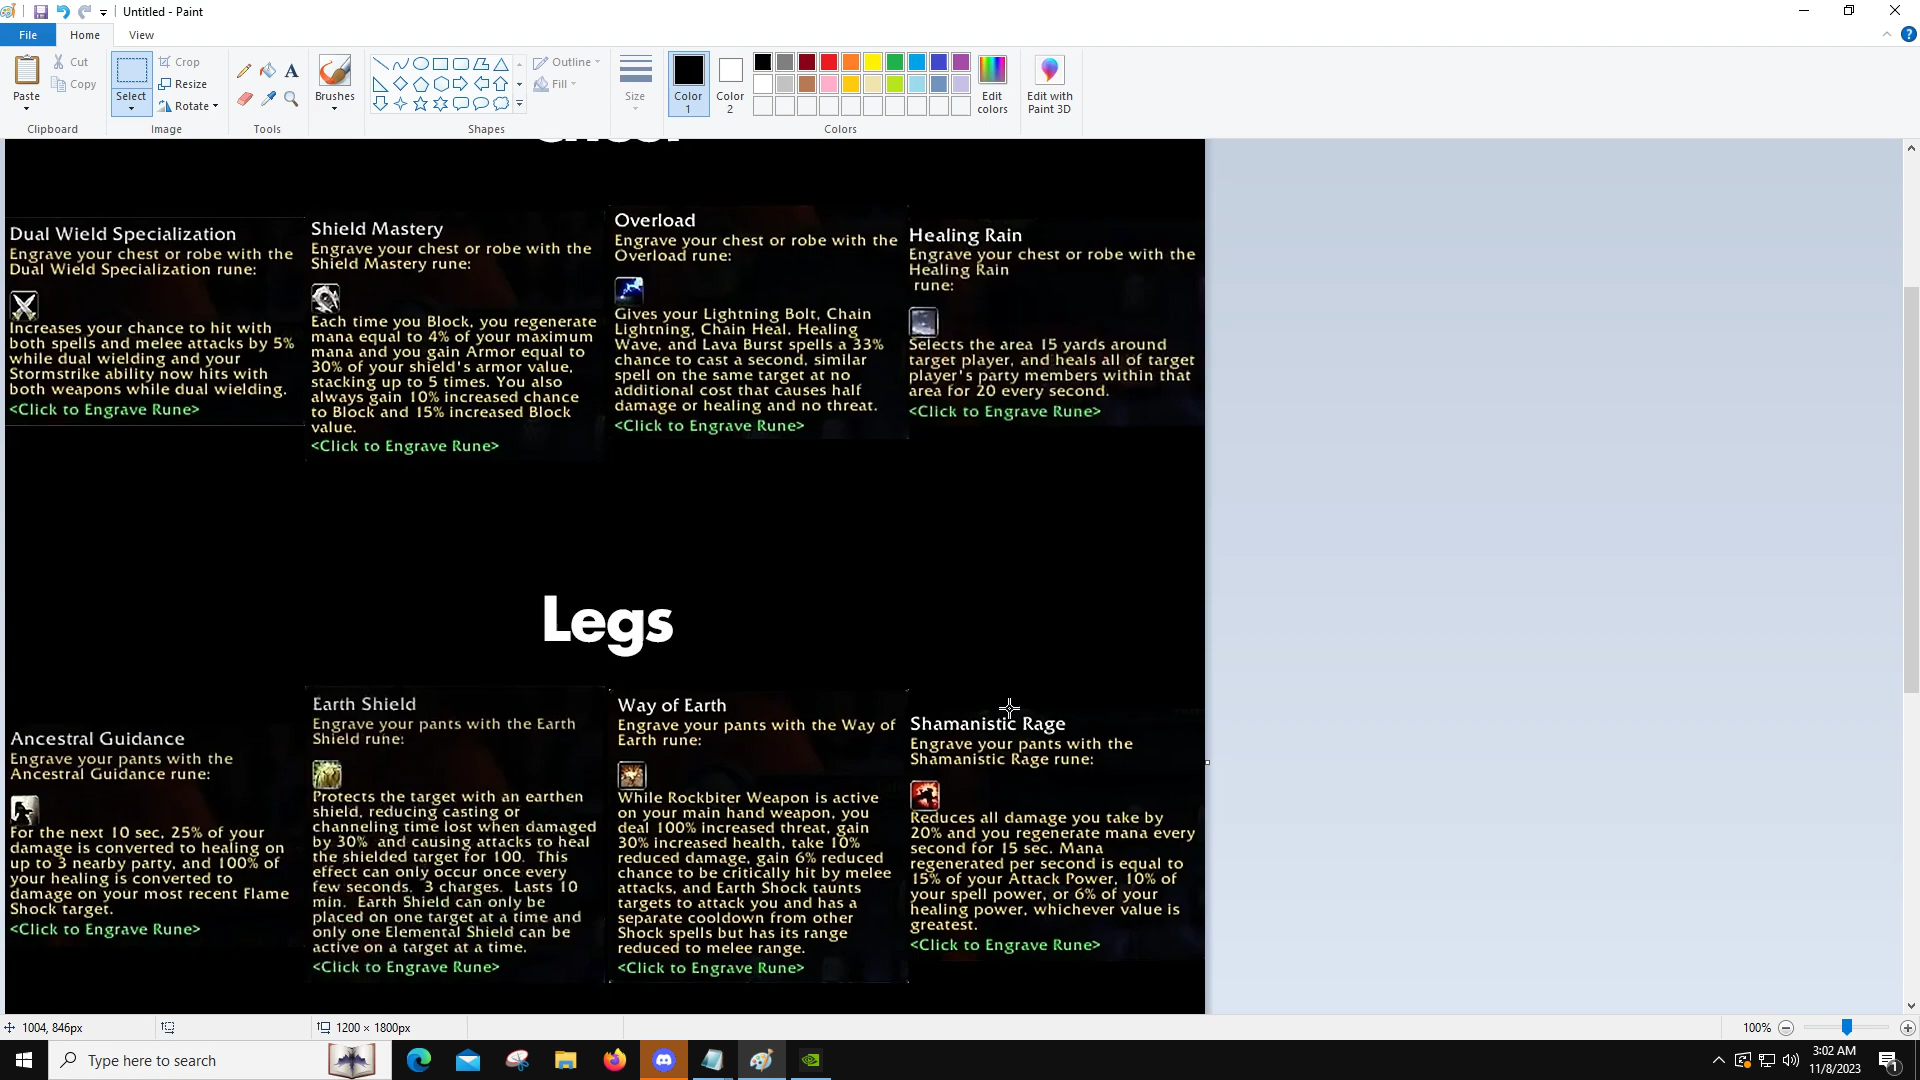 Untitled - Paint
File
Home
View
Paste
Cut
Copy
Clipboard
Select
Crop
Resize
Rotate
Image
A
Tools
Brushes
Shapes
Outline
Fill
Size
Color
1
Color
2
Edit
colors
Colors
Edit with
Paint 3D
Dual Wield Specialization
Engrave your chest or robe with the
Dual Wield Specialization rune:
Increases your chance to hit with
both spells and melee attacks by 5%
while dual wielding and your
Stormstrike ability now hits with
both weapons while dual wielding.
<Click to Engrave Rune>
Shield Mastery
Engrave your chest or robe with the
Shield Mastery rune:
Each time you Block, you regenerate
mana equal to 4% of your maximum
mana and you gain Armor equal to
30% of your shield's armor value,
stacking up to 5 times. You also
always gain 10% increased chance
to Block and 15% increased Block
value.
<Click to Engrave Rune>
Overload
Engrave your chest or robe with the
Overload rune:
Gives your Lightning Bolt, Chain
Lightning, Chain Heal, Healing
Wave, and Lava Burst spells a 33%
chance to cast a second, similar
spell on the same target at no
additional cost that causes half
damage or healing and no threat.
<Click to Engrave Rune>
Healing Rain
Engrave your chest or robe with the
Healing Rain
rune:
Selects the area 15 yards around
target player, and heals all of target
player's party members within that
area for 20 every second.
<Click to Engrave Rune>
Legs
Ancestral Guidance
Engrave your pants with the
Ancestral Guidance rune:
For the next 10 sec, 25% of your
damage is converted to healing on
up to 3 nearby party, and 100% of
your healing is converted to
damage on your most recent Flame
Shock target.
<Click to Engrave Rune>
Earth Shield
Engrave your pants with the Earth
Shield rune:
Protects the target with an earthen
shield, reducing casting or
channeling time lost when damaged
by 30% and causing attacks to heal
the shielded target for 100. This
effect can only occur once every
few seconds. 3 charges. Lasts 10
min. Earth Shield can only be
placed on one target at a time and
only one Elemental Shield can be
active on a target at a time.
<Click to Engrave Rune>
Way of Earth
Engrave your pants with the Way of
Earth rune:
While Rockbiter Weapon is active
on your main hand weapon, you
deal 100% increased threat, gain
30% increased health, take 10%
reduced damage, gain 6% reduced
chance to be critically hit by melee
attacks, and Earth Shock taunts
targets to attack you and has a
separate cooldown from other
Shock spells but has its range
reduced to melee range.
<Click to Engrave Rune>
Shamanistic Rage
Engrave your pants with the
Shamanistic Rage rune:
Reduces all damage you take by
20% and you regenerate mana every
second for 15 sec. Mana
regenerated per second is equal to
15% of your Attack Power, 10% of
your spell power, or 6% of your
healing power, whichever value is
greatest.
<Click to Engrave Rune>
1004, 846px
1200 × 1800px
100%
Type here to search
3:02 AM
11/8/2023
1